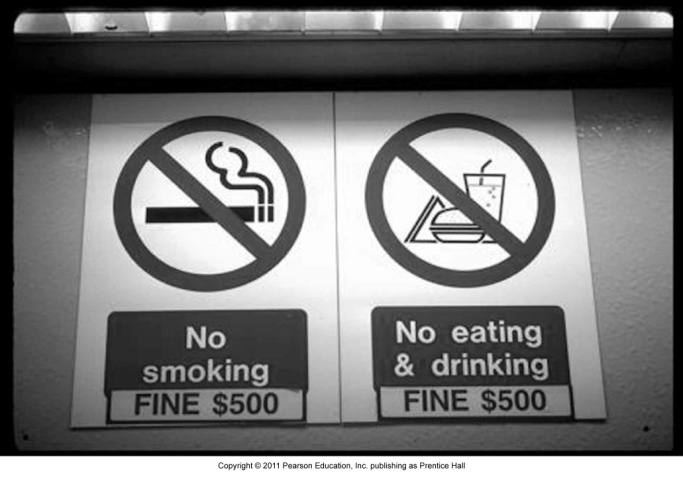 No
smoking
FINE $500
No eating
& drinking
FINE $500
Copyright © 2011 Pearson Education, Inc. publishing as Prentice Hall